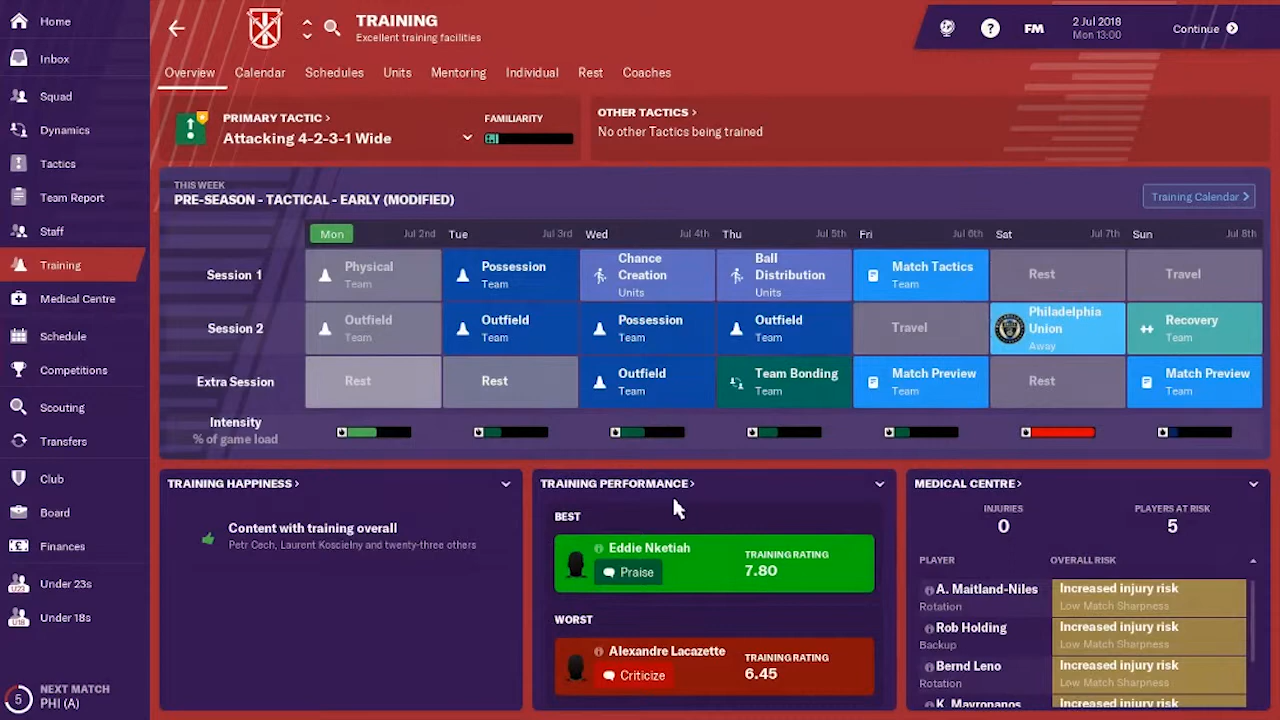 Home
Inbox
Squad
Dynamics
Tactics
Team Report
Staff
Training
Medical Centre
Schedule
Competitions
Scouting
Transfers
Club
Board
Finances
U23
Under 23s
U18
Under 18s
5
NEXT MATCH
PHI (A)
TRAINING
Excellent training facilities
FM
2 Jul 2018
Mon 13:00
Continue
Overview Calendar Schedules Units Mentoring Individual Rest Coaches
PRIMARY TACTIC >
Attacking 4-2-3-1 Wide
FAMILIARITY
OTHER TACTICS >
No other Tactics being trained
THIS WEEK
PRE-SEASON - TACTICAL - EARLY (MODIFIED)
Training Calendar >
Mon Jul 2nd Tue Jul 3rd Wed Jul 4th Thu Jul 5th Fri Jul 6th Sat Jul 7th Sun Jul 8th
Session 1
Physical
Team
Possession
Team
Chance
Creation
Units
Ball
Distribution
Units
Match Tactics
Team
Rest
Travel
Session 2
Outfield
Team
Outfield
Team
Possession
Team
Outfield
Team
Travel
Philadelphia
Union
Away
Recovery
Team
Extra Session
Rest
Rest
Outfield
Team
Team Bonding
Team
Match Preview
Team
Rest
Match Preview
Team
Intensity
% of game load
TRAINING HAPPINESS >
Content with training overall
Petr Cech, Laurent Koscielny and twenty-three others
TRAINING PERFORMANCE >
BEST
Eddie Nketiah
Praise
TRAINING RATING
7.80
WORST
Alexandre Lacazette
Criticize
TRAINING RATING
6.45
MEDICAL CENTRE >
INJURIES
0
PLAYERS AT RISK
5
PLAYER OVERALL RISK
A. Maitland-Niles
Rotation
Increased injury risk
Low Match Sharpness
Rob Holding
Backup
Increased injury risk
Low Match Sharpness
Bernd Leno
Rotation
Increased injury risk
Low Match Sharpness
K. Mavropanos
Increased injury risk